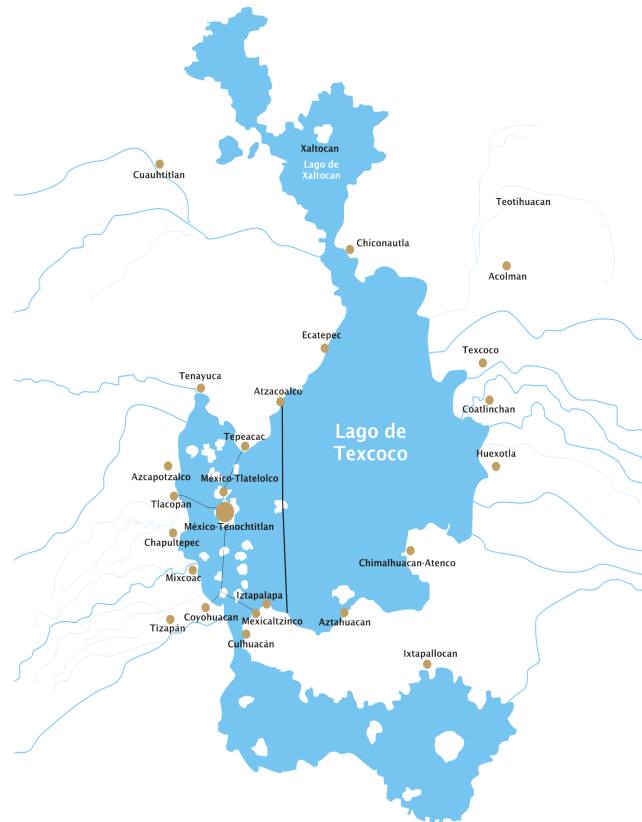 Xaltocan
Lago de
Xaltocan
Cuauhtitlan
Teotihuacan
Chiconautla
Acolman
Ecatepec
Texcoco
Tenayuca
Atzacoalco
Coatlinchan
Lago de
Texcoco
Tepeacac
Huexotla
Azcapotzalco
México-Tlatelolco
Tlacopan
México-Tenochtitlan
Chapultepec
Chimalhuacan-Atenco
Mixcoac
Iztapalapa
Coyohuacan
Mexicaltzinco
Aztahuacan
Tizapán
Culhuacán
Ixtapallocan